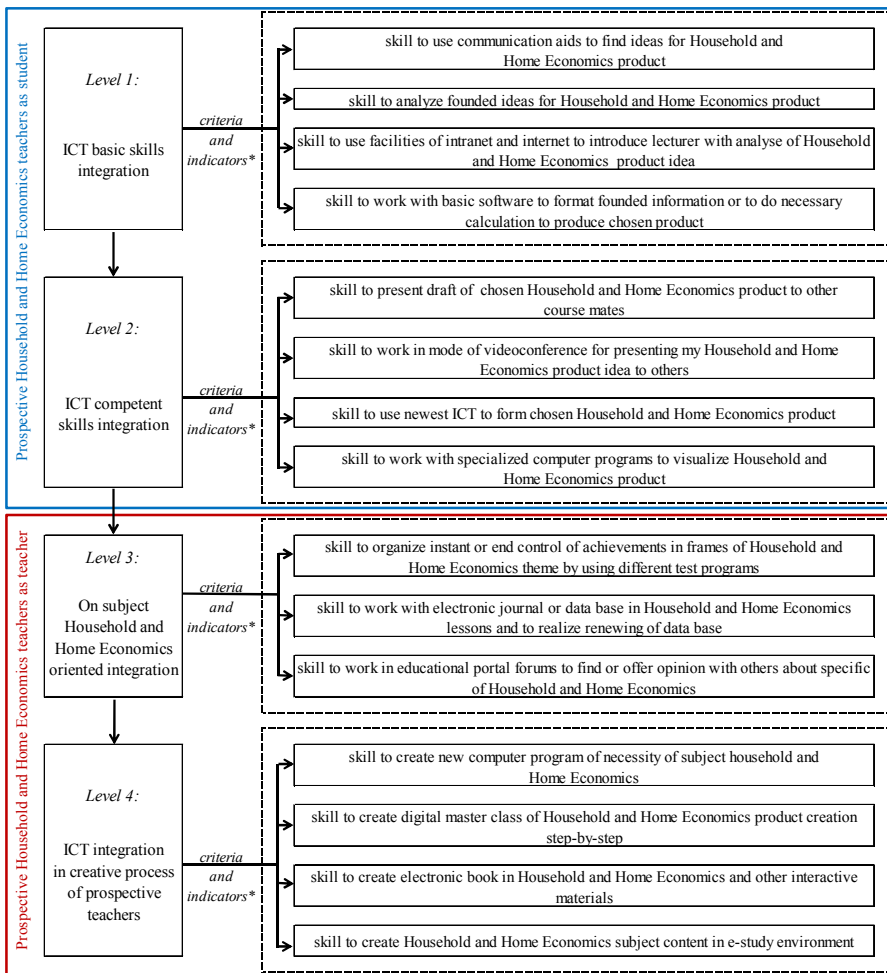 Prospective Household and Home Economics teachers as student
Level 1:
ICT basic skills
integration
criteria
and
indicators*
skill to use communication aids to find ideas for Household and
Home Economics product
skill to analyze founded ideas for Household and Home Economics product
skill to use facilities of intranet and internet to introduce lecturer with analyse of Household
and Home Economics product idea
skill to work with basic software to format founded information or to do necessary
calculation to produce chosen product
Level 2:
ICT competent
skills integration
criteria
and
indicators*
skill to present draft of chosen Household and Home Economics product to other
course mates
skill to work in mode of videoconference for presenting my Household and Home
Economics product idea to others
skill to use newest ICT to form chosen Household and Home Economics product
skill to work with specialized computer programs to visualize Household and
Home Economics product
Prospective Household and Home Economics teachers as teacher
Level 3:
On subject
Household and
Home Economics
oriented integration
criteria
and
indicators*
skill to organize instant or end control of achievements in frames of Household and
Home Economics theme by using different test programs
skill to work with electronic journal or data base in Household and Home Economics
lessons and to realize renewing of data base
skill to work in educational portal forums to find or offer opinion with others about specific
of Household and Home Economics
Level 4:
ICT integration
in creative process
of prospective
teachers
criteria
and
indicators*
skill to create new computer program of necessity of subject household and
Home Economics
skill to create digital master class of Household and Home Economics product creation
step-by-step
skill to create electronic book in Household and Home Economics and other interactive
materials
skill to create Household and Home Economics subject content in e-study environment